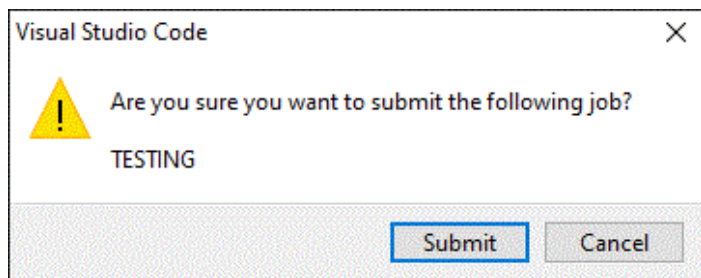 Visual Studio Code
Are you sure you want to submit the following job?
TESTING
Submit
Cancel